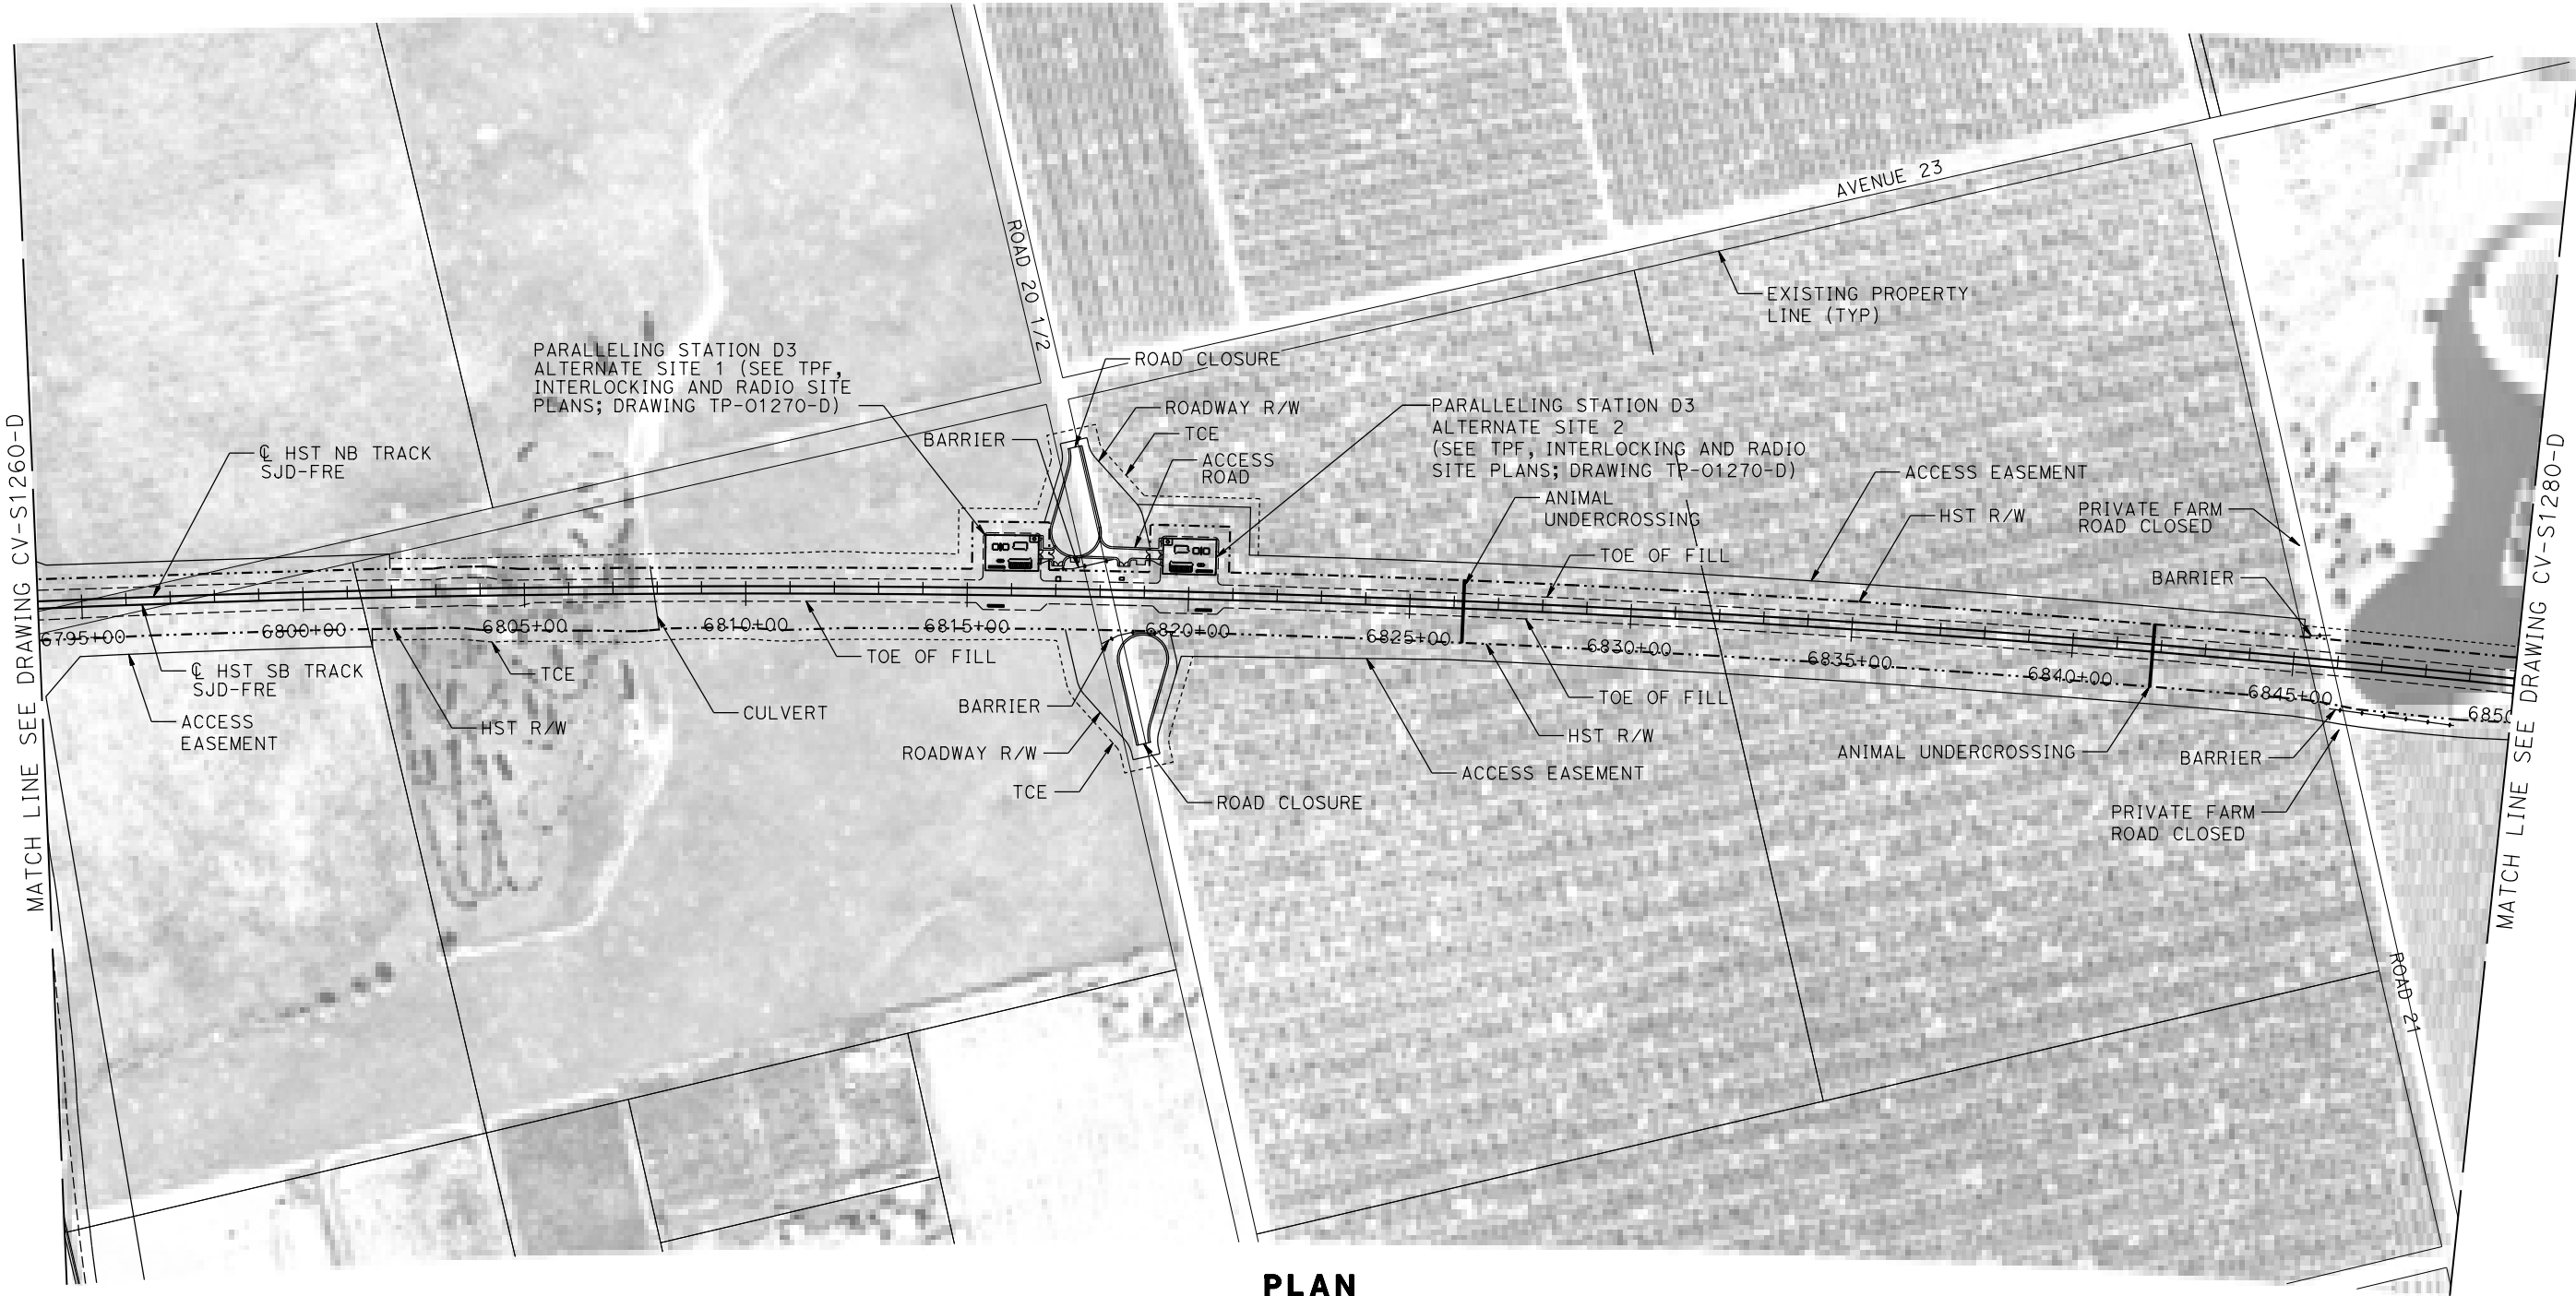 AVENUE 23
ROAD 20 1/2
EXISTING PROPERTY
LINE (TYP)
PARALLELING STATION D3
ALTERNATE SITE 1 (SEE TPF,
INTERLOCKING AND RADIO SITE
PLANS; DRAWING TP-01270-D)
ROAD CLOSURE
ROADWAY R/W
TCE
ACCESS
ROAD
BARRIER
PARALLELING STATION D3
ALTERNATE SITE 2
(SEE TPF, INTERLOCKING AND RADIO
SITE PLANS; DRAWING TP-01270-D)
ANIMAL
UNDERCROSSING
TOE OF FILL
ACCESS EASEMENT
HST R/W
PRIVATE FARM
ROAD CLOSED
BARRIER
MATCH LINE SEE DRAWING CV-S1260-D
℄ HST NB TRACK
SJD-FRE
6795+00
6800+00
6805+00
6810+00
6815+00
6820+00
6825+00
6830+00
6835+00
6840+00
6845+00
685
MATCH LINE SEE DRAWING CV-S1280-D
℄ HST SB TRACK
SJD-FRE
ACCESS
EASEMENT
TCE
HST R/W
TOE OF FILL
CULVERT
BARRIER
ROADWAY R/W
TCE
ROAD CLOSURE
TOE OF FILL
HST R/W
ACCESS EASEMENT
ANIMAL UNDERCROSSING
BARRIER
PRIVATE FARM
ROAD CLOSED
ROAD 21
PLAN